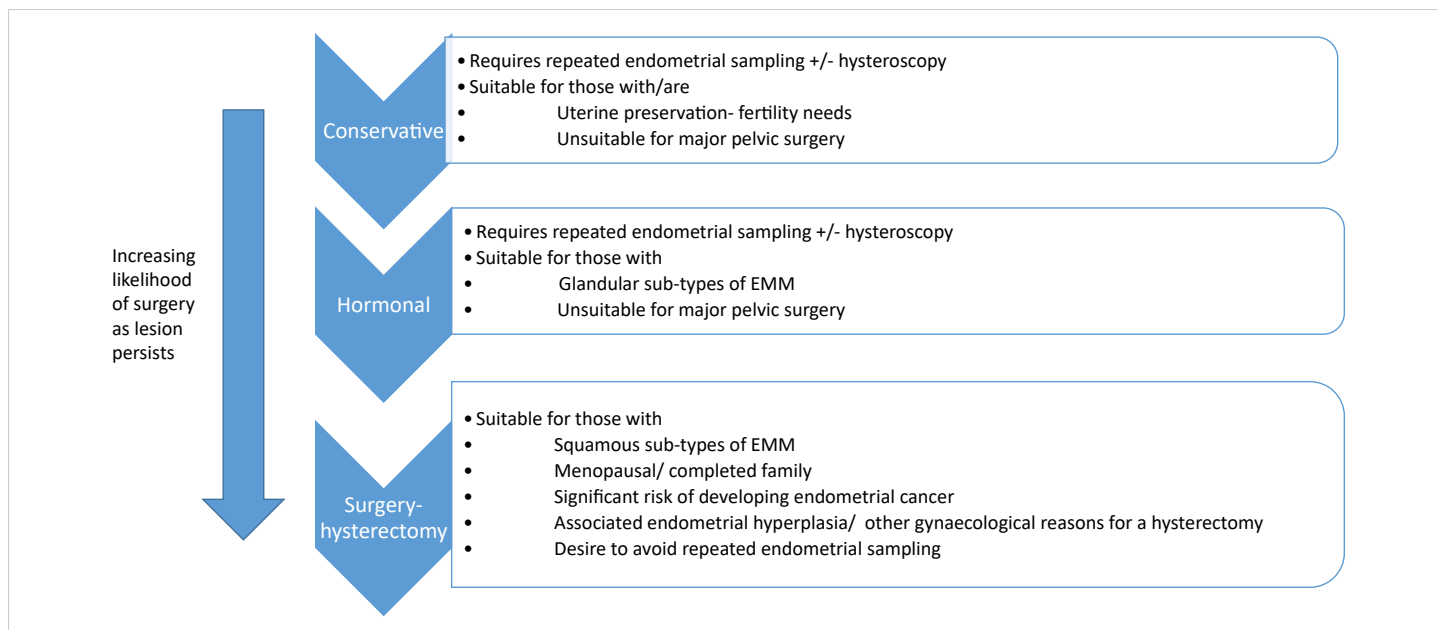 Increasing
likelihood
of surgery
as lesion
persists
Conservative
• Requires repeated endometrial sampling +/- hysteroscopy
• Suitable for those with/are
• Uterine preservation- fertility needs
• Unsuitable for major pelvic surgery
Hormonal
• Requires repeated endometrial sampling +/- hysteroscopy
• Suitable for those with
• Glandular sub-types of EMM
• Unsuitable for major pelvic surgery
Surgery-
hysterectomy
• Suitable for those with
• Squamous sub-types of EMM
• Menopausal/ completed family
• Significant risk of developing endometrial cancer
• Associated endometrial hyperplasia/ other gynaecological reasons for a hysterectomy
• Desire to avoid repeated endometrial sampling